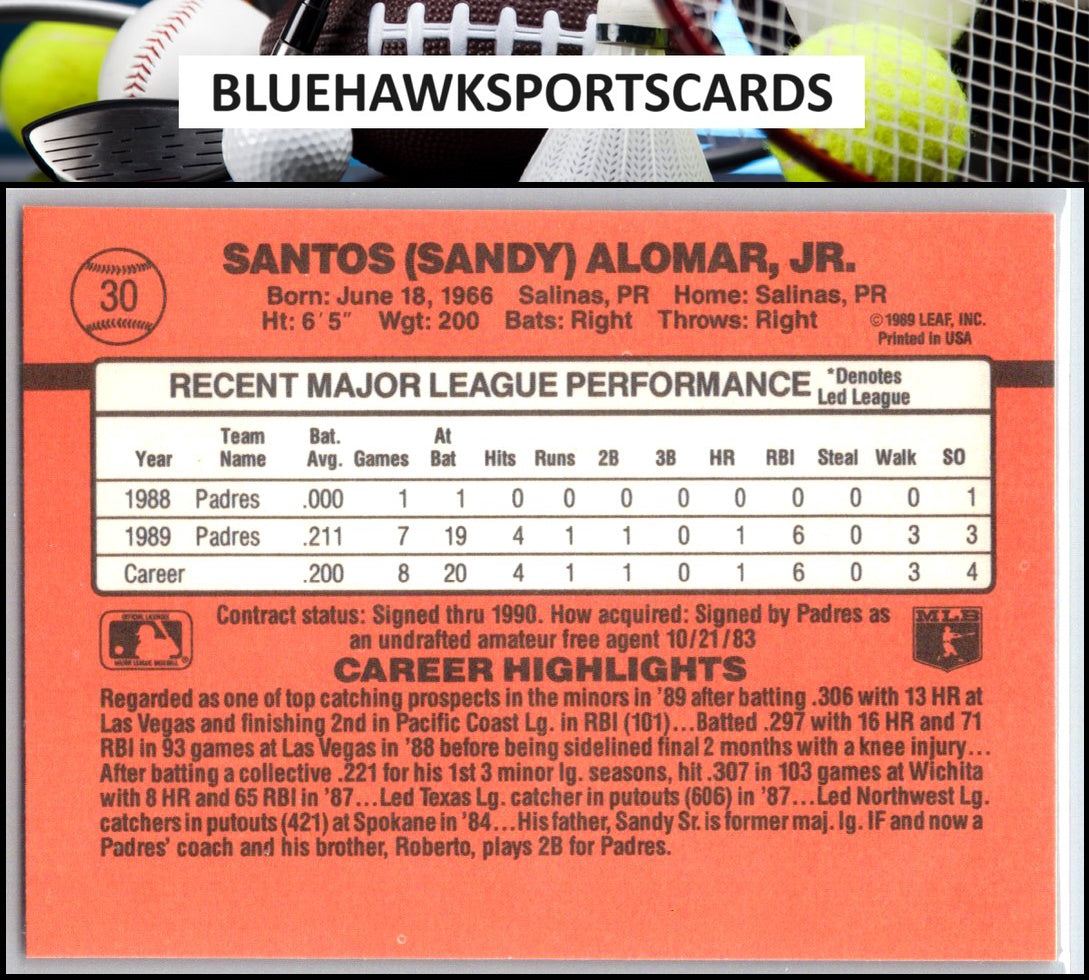 BLUEHAWKSPORTSCARDS
SANTOS (SANDY) ALOMAR, JR.
30
Born: June 18, 1966 Salinas, PR Home: Salinas, PR
Ht: 6'5" Wgt: 200 Bats: Right Throws: Right
©1989 LEAF, INC.
Printed in USA
RECENT MAJOR LEAGUE PERFORMANCE *Denotes Led League
Year Team Name Bat. Avg. Games At Bat Hits Runs 2B 3B HR RBI Steal Walk SO
1988 Padres .000 1 1 0 0 0 0 0 0 0 0 1
1989 Padres .211 7 19 4 1 1 0 1 6 0 3 3
Career .200 8 20 4 1 1 0 1 6 0 3 4
Contract status: Signed thru 1990. How acquired: Signed by Padres as
an undrafted amateur free agent 10/21/83
MLB
CAREER HIGHLIGHTS
Regarded as one of top catching prospects in the minors in '89 after batting .306 with 13 HR at
Las Vegas and finishing 2nd in Pacific Coast Lg. in RBI (101)...Batted .297 with 16 HR and 71
RBI in 93 games at Las Vegas in '88 before being sidelined final 2 months with a knee injury...
After batting a collective .221 for his 1st 3 minor lg. seasons, hit .307 in 103 games at Wichita
with 8 HR and 65 RBI in '87...Led Texas Lg. catcher in putouts (606) in '87...Led Northwest Lg.
catchers in putouts (421) at Spokane in '84...His father, Sandy Sr. is former maj. lg. IF and now a
Padres' coach and his brother, Roberto, plays 2B for Padres.